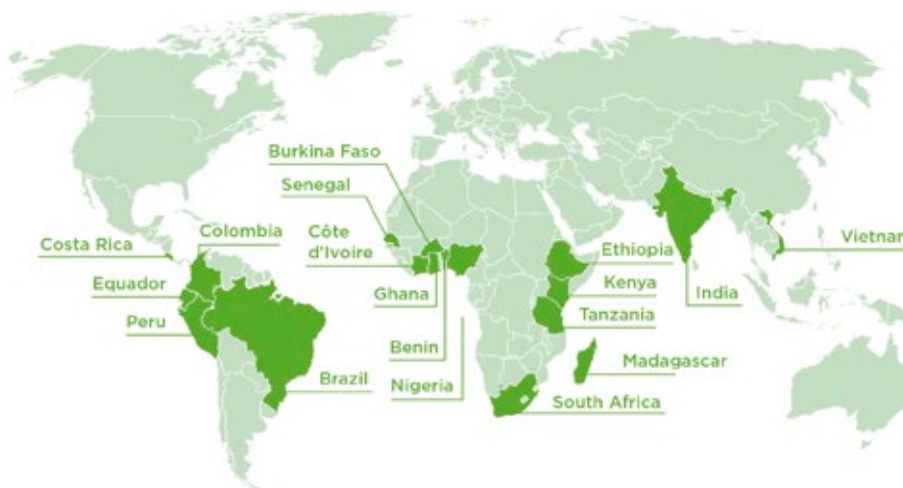 Burkina Faso
Senegal
Colombia
Côte
d'Ivoire
Costa Rica
Equador
Ghana
Peru
Benin
Brazil
Nigeria
Ethiopia
Kenya
Tanzania
India
Vietnam
Madagascar
South Africa